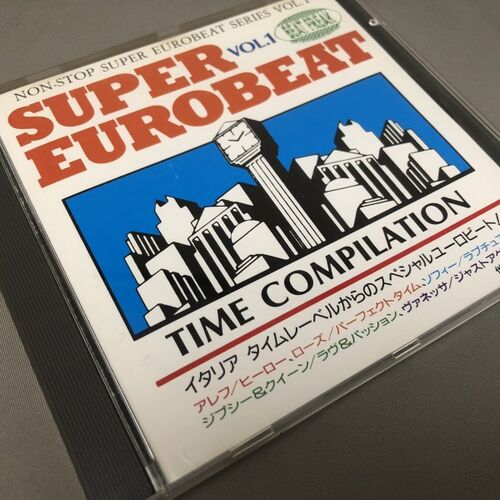 NON-STOP SUPER EUROBEAT SERIES VOL.1
SUPER VOL.1
BEAT FREAK
EUROBEAT
TIME COMPILATION
イタリア タイムレーベルからのスペシャルユーロビート!
アレフ/ヒーロー、ローズ/パーフェクトタイム、ソフィー/ラブチュ
ジプシー&クイーン/ラヴ&パッション、ヴァネッサ/ジャストア